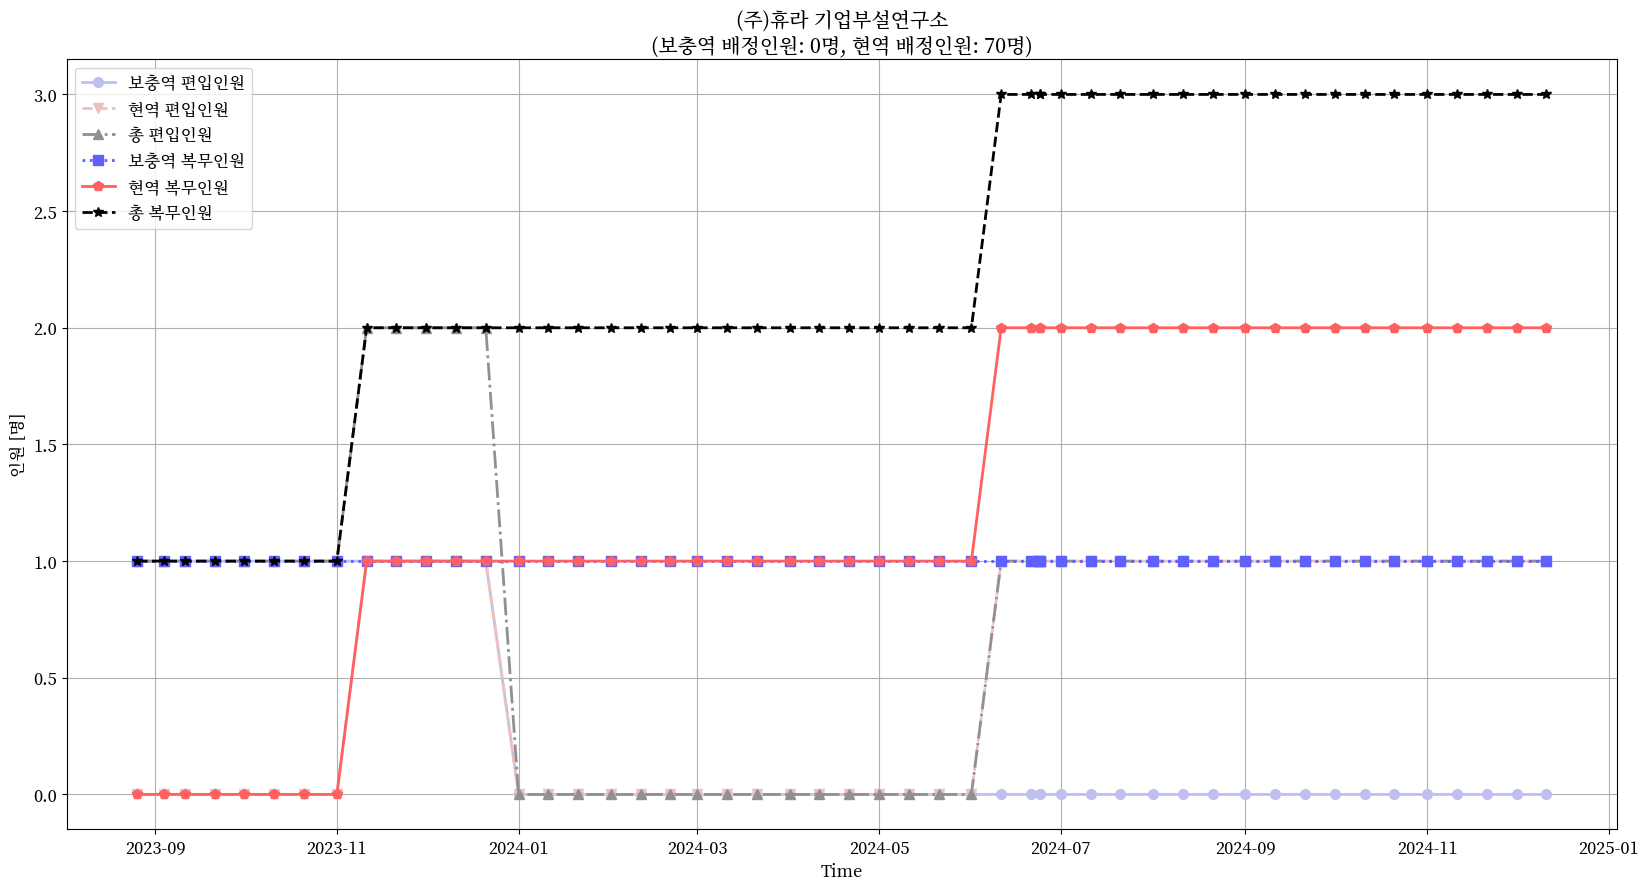 (주)휴라 기업부설연구소
(보충역 배정인원: 0명, 현역 배정인원: 70명)
보충역 편입인원
현역 편입인원
총 편입인원
보충역 복무인원
현역 복무인원
총 복무인원
3.0
2.5
2.0
1.5
1.0
0.5
0.0
인원 [명]
2023-09 2023-11 2024-01 2024-03 2024-05 2024-07 2024-09 2024-11 2025-01
Time